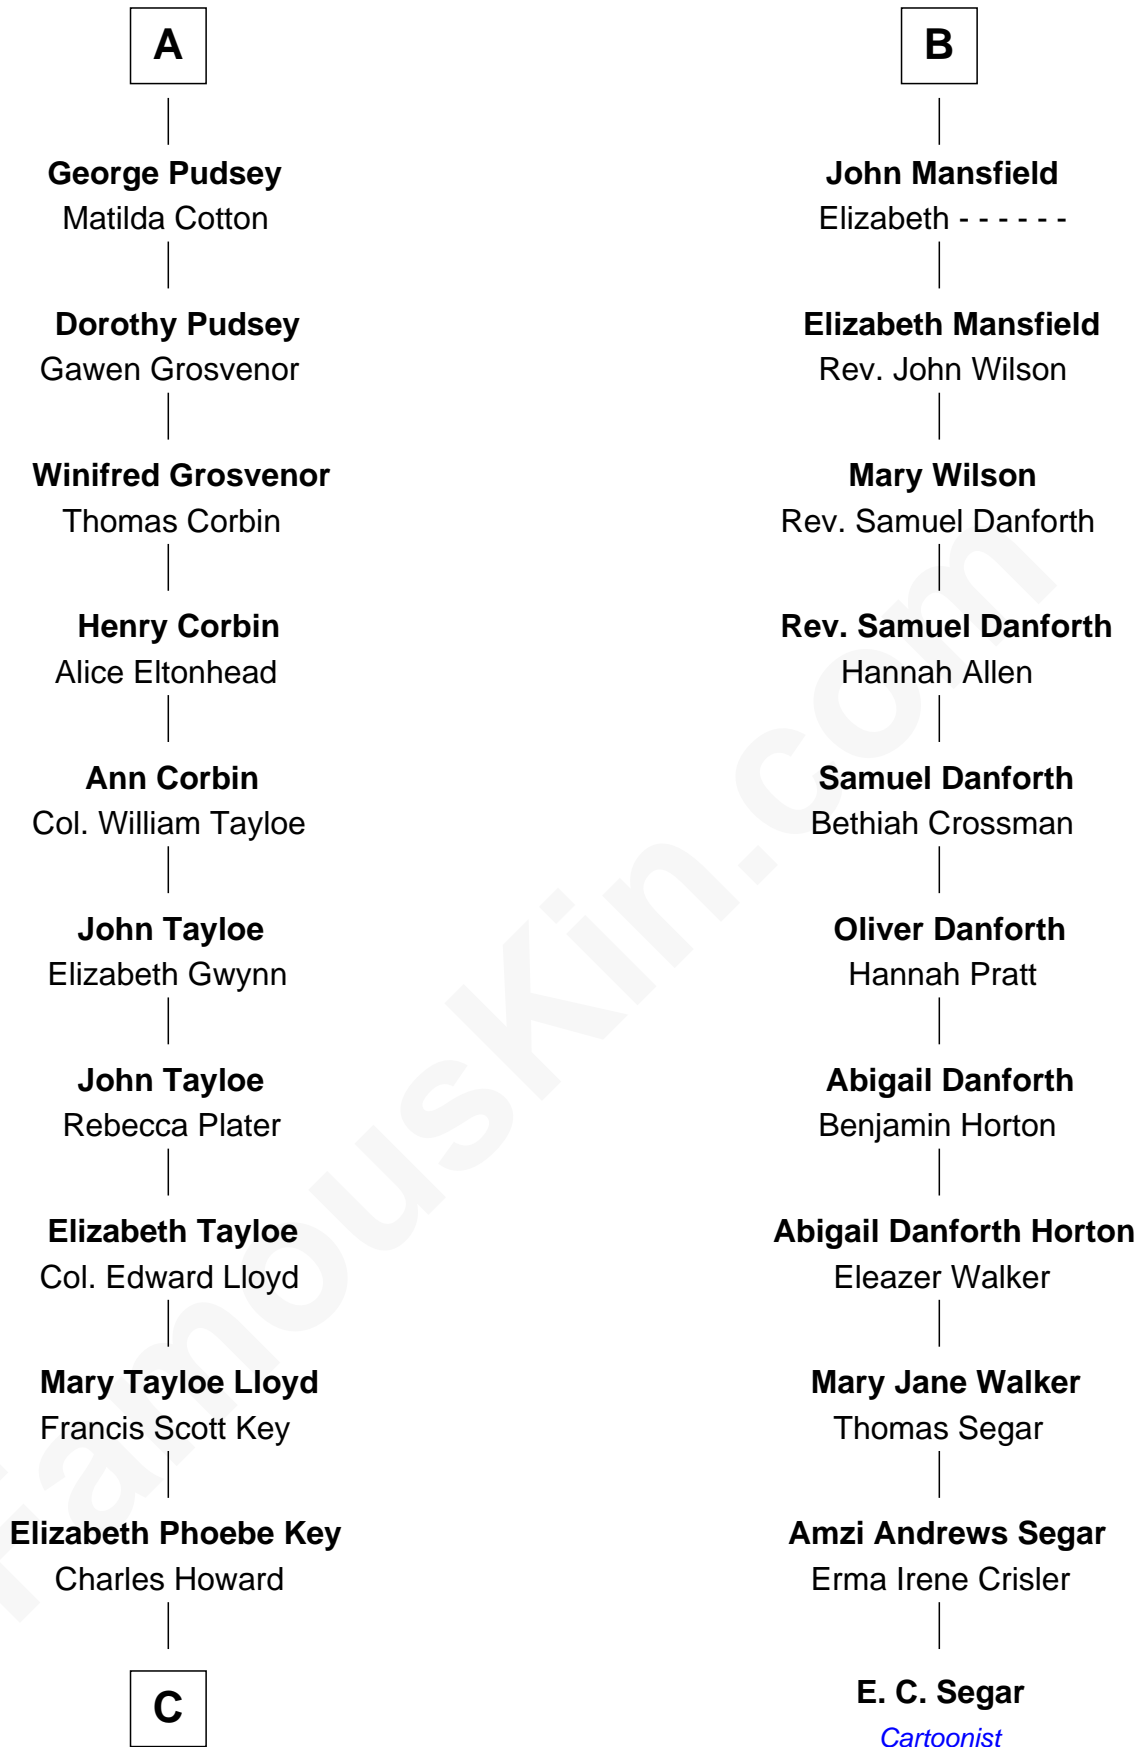 A
George Pudsey
Matilda Cotton
Dorothy Pudsey
Gawen Grosvenor
Winifred Grosvenor
Thomas Corbin
Henry Corbin
Alice Eltonhead
Ann Corbin
Col. William Tayloe
John Tayloe
Elizabeth Gwynn
John Tayloe
Rebecca Plater
Elizabeth Tayloe
Col. Edward Lloyd
Mary Tayloe Lloyd
Francis Scott Key
Elizabeth Phoebe Key
Charles Howard
C
B
John Mansfield
Elizabeth - - - - - -
Elizabeth Mansfield
Rev. John Wilson
Mary Wilson
Rev. Samuel Danforth
Rev. Samuel Danforth
Hannah Allen
Samuel Danforth
Bethiah Crossman
Oliver Danforth
Hannah Pratt
Abigail Danforth
Benjamin Horton
Abigail Danforth Horton
Eleazer Walker
Mary Jane Walker
Thomas Segar
Amzi Andrews Segar
Erma Irene Crisler
E. C. Segar
Cartoonist
FamousKin.com